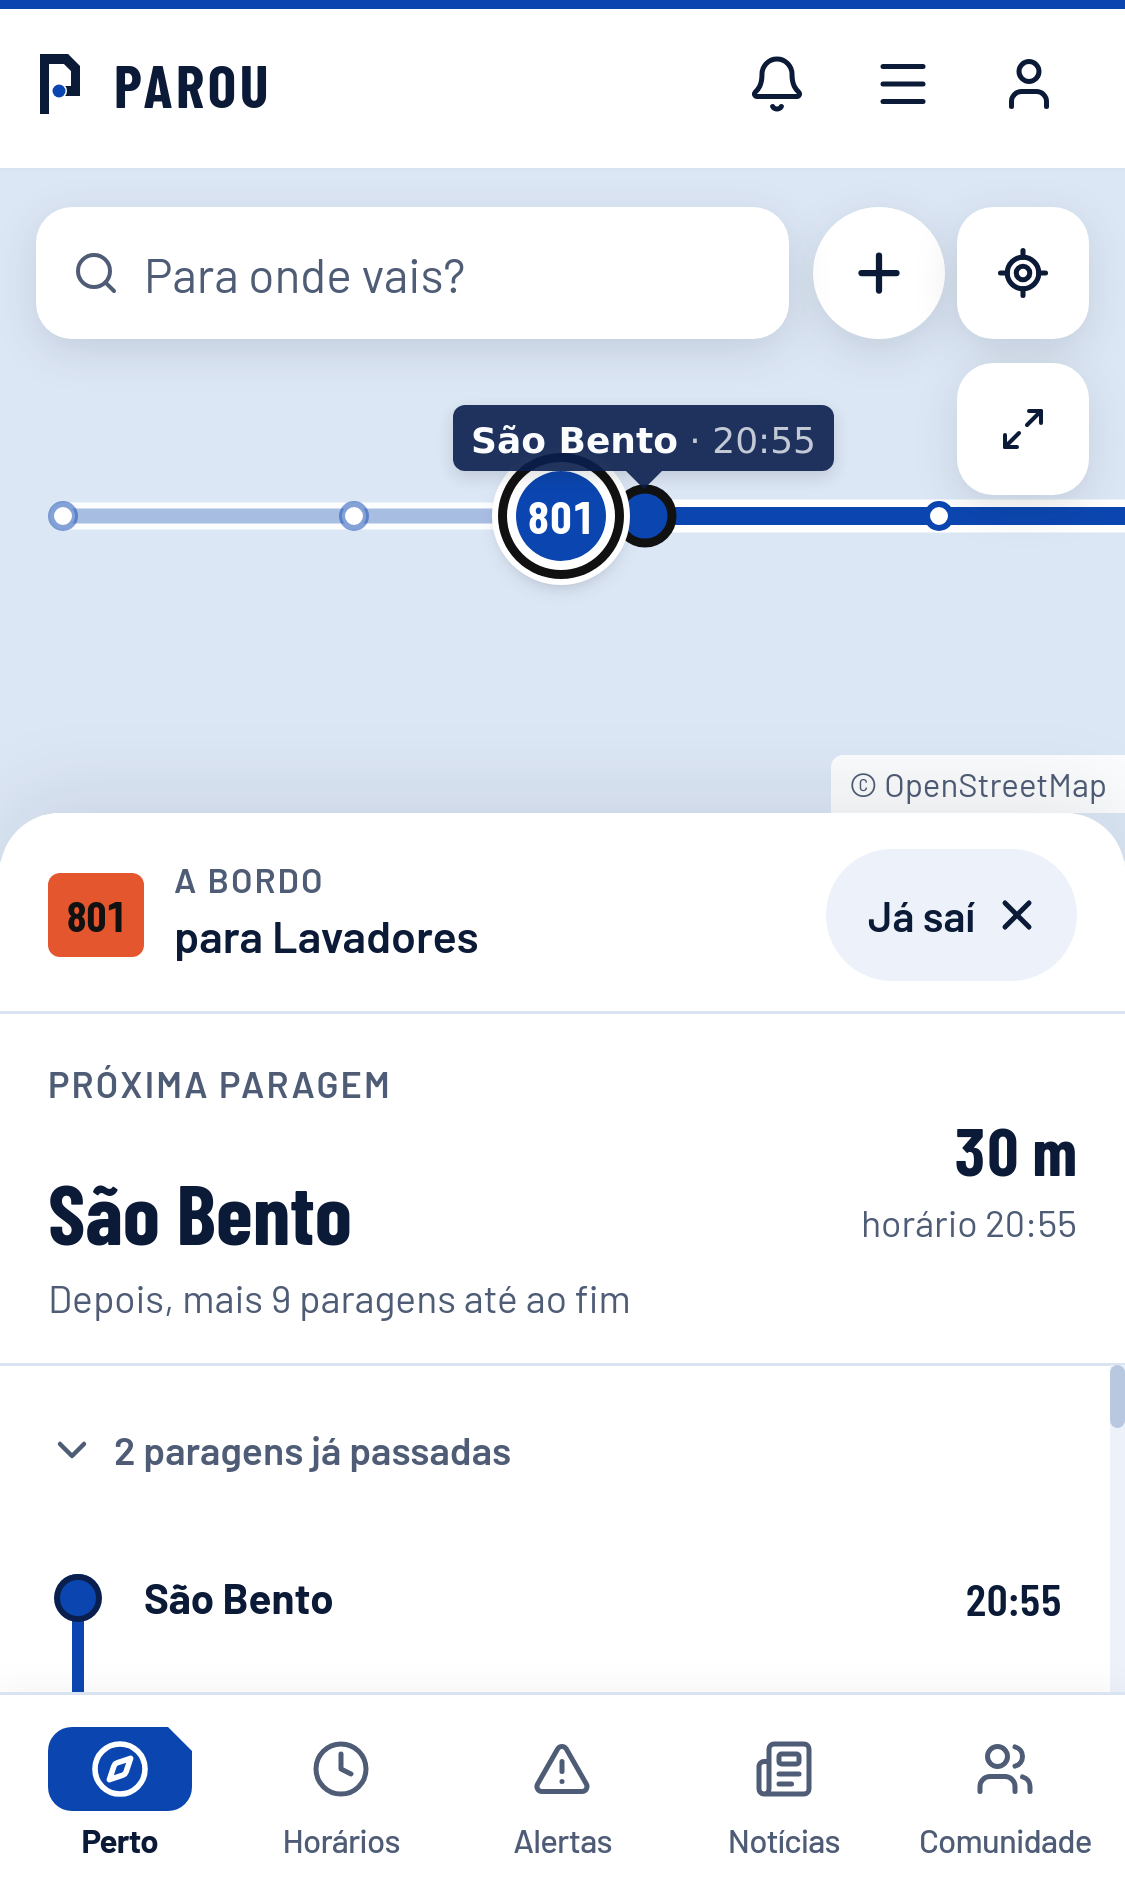 PAROU
Para onde vais?
São Bento · 20:55
801
© OpenStreetMap
801
A BORDO
para Lavadores
Já saí
PRÓXIMA PARAGEM
São Bento
30 m
horário 20:55
Depois, mais 9 paragens até ao fim
2 paragens já passadas
São Bento
20:55
Perto
Horários
Alertas
Notícias
Comunidade